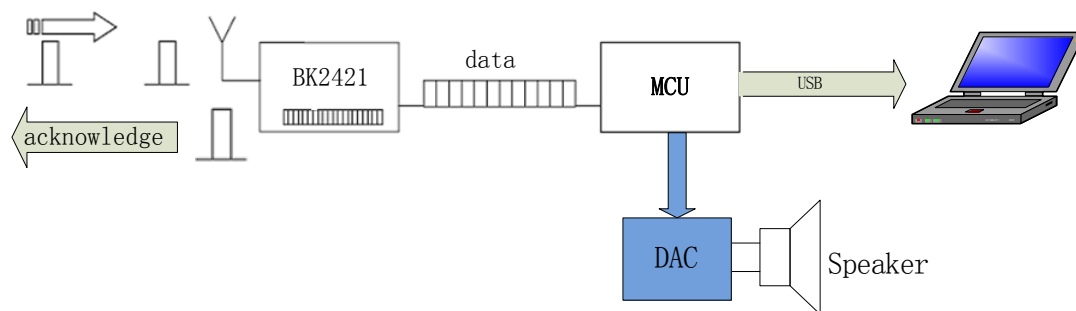 data
BK2421
MCU
USB
acknowledge
DAC
Speaker